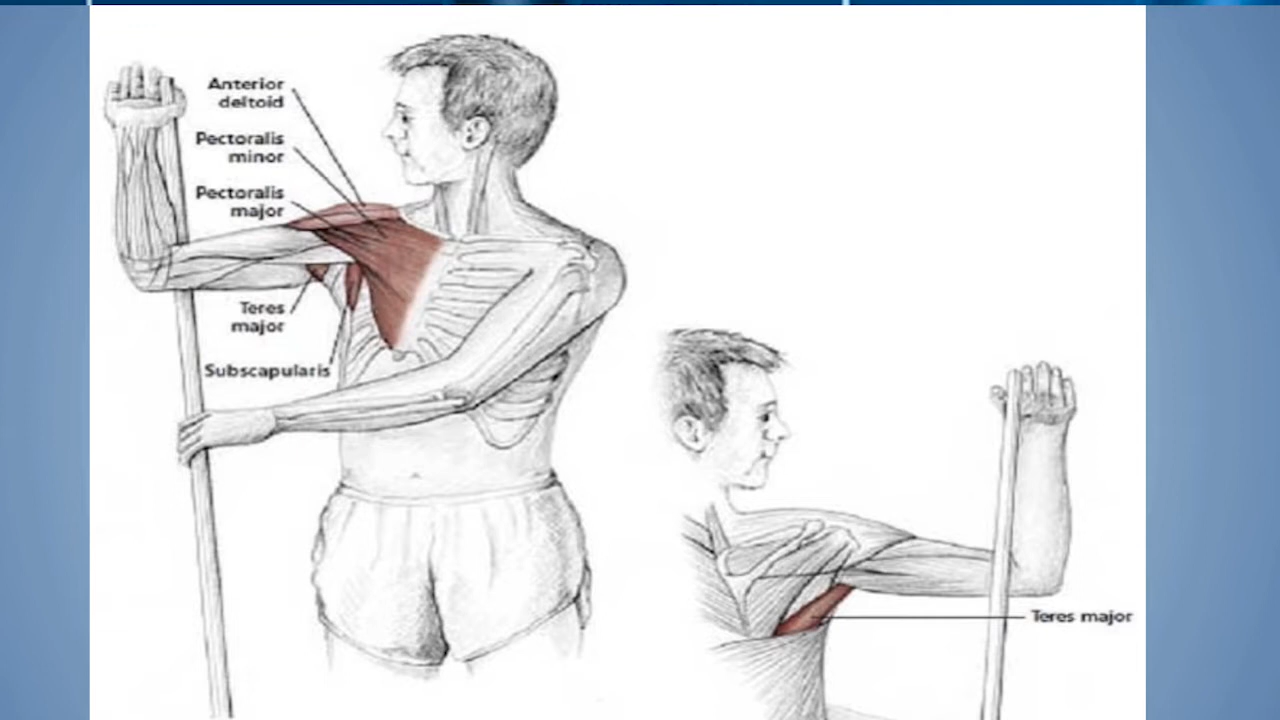 Anterior
deltoid
Pectoralis
minor
Pectoralis
major
Teres
major
Subscapularis
Teres major